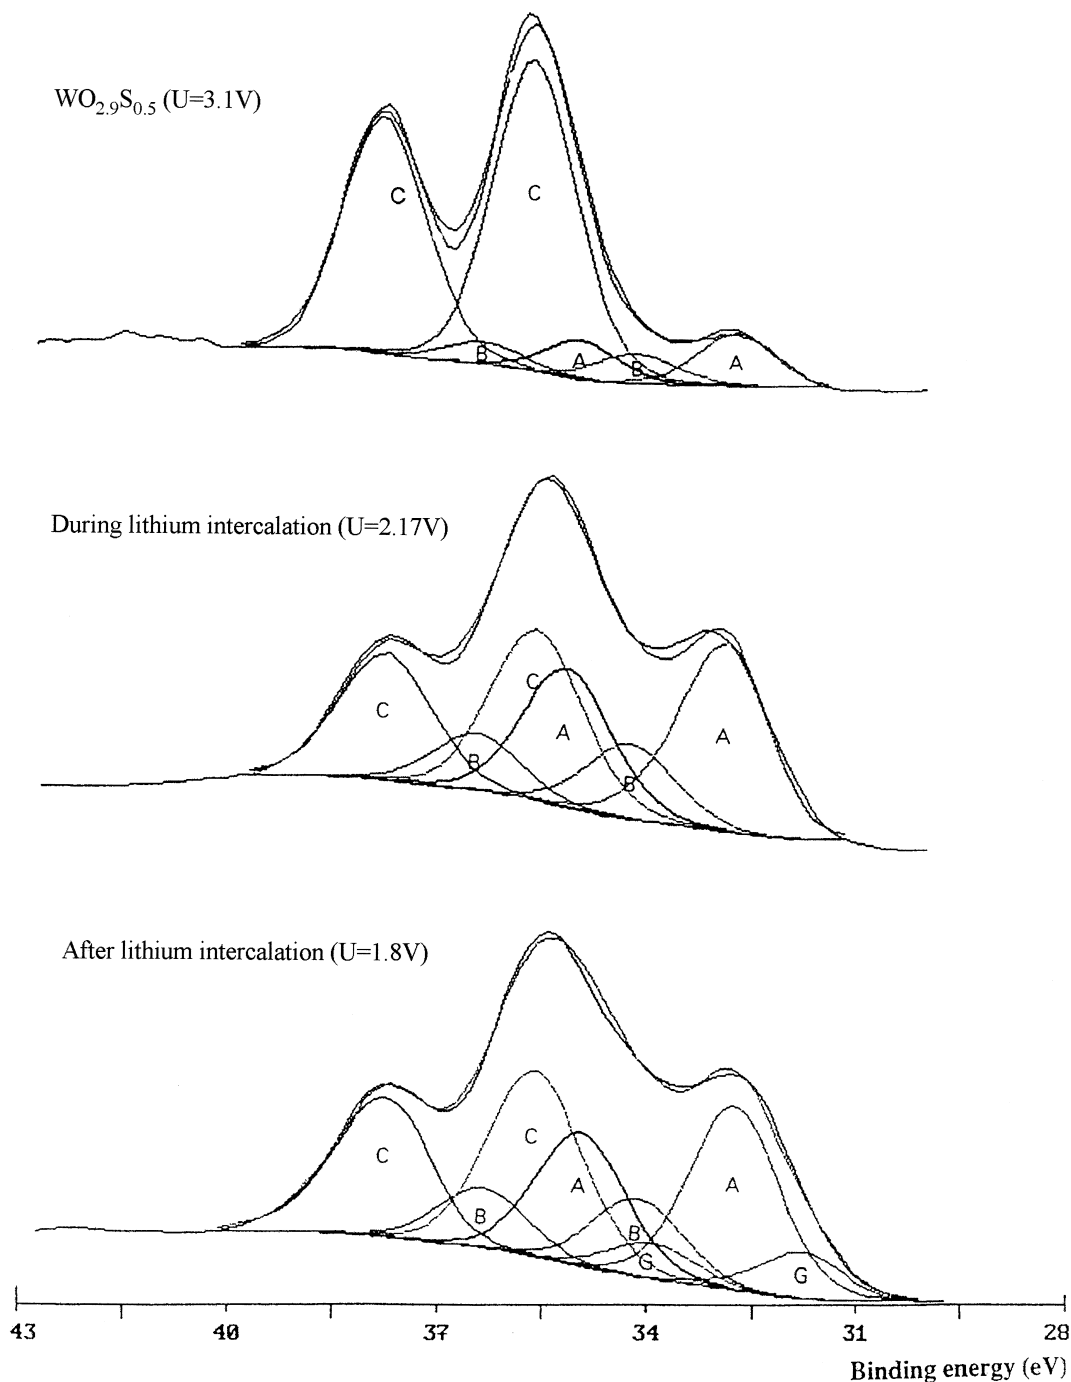 WO2.9S0.5 (U=3.1V)
C
C
B
A
B
A
During lithium intercalation (U=2.17V)
C
C
B
A
B
A
After lithium intercalation (U=1.8V)
C
C
B
A
B
G
A
G
43 40 37 34 31 28
Binding energy (eV)